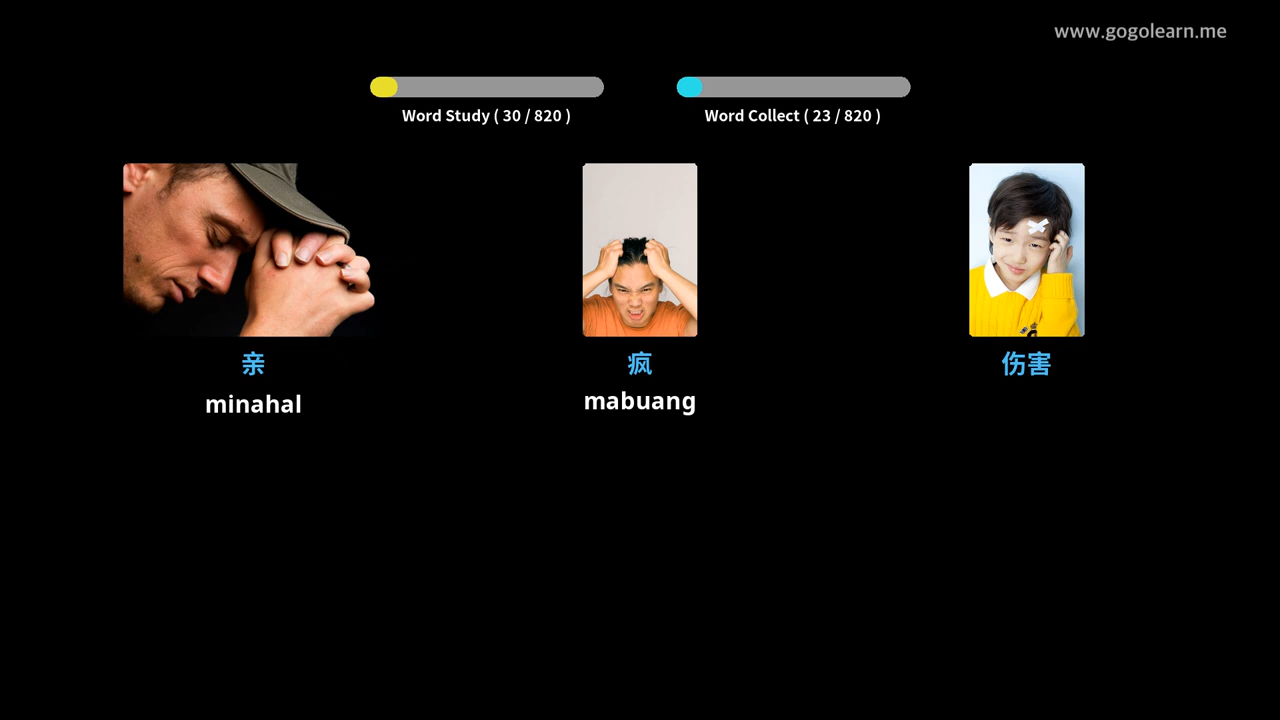 www.gogolearn.me
Word Study ( 30 / 820 )
Word Collect ( 23 / 820 )
亲
疯
伤害
minahal
mabuang